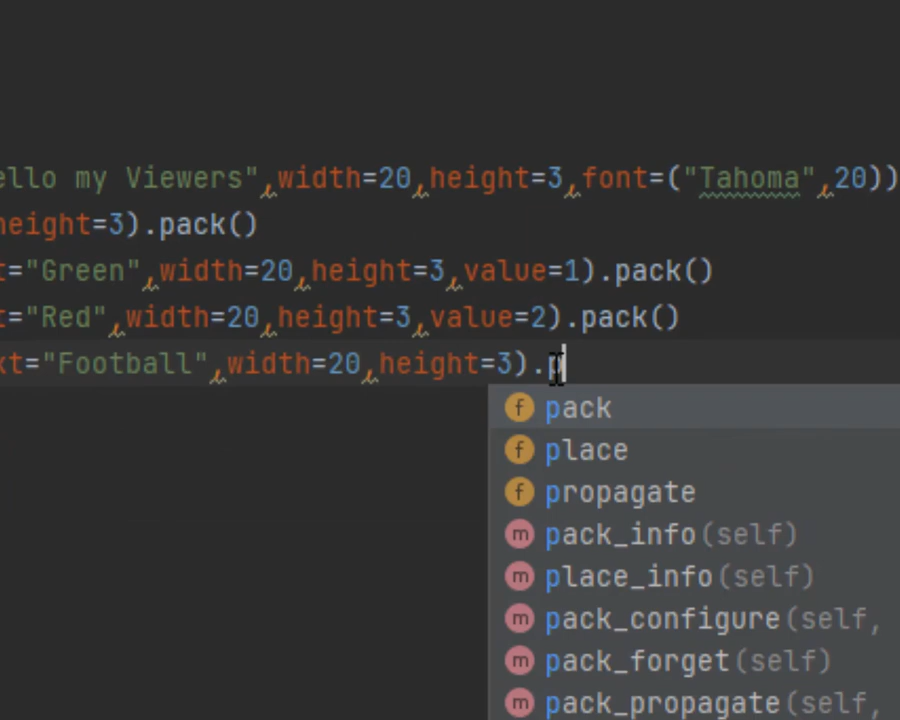 ello my Viewers",width=20,height=3,font=("Tahoma",20))
height=3).pack()
t="Green",width=20,height=3,value=1).pack()
t="Red",width=20,height=3,value=2).pack()
xt="Football",width=20,height=3).p
f pack
f place
f propagate
m pack_info(self)
m place_info(self)
m pack_configure(self,
m pack_forget(self)
m pack_propagate(self,